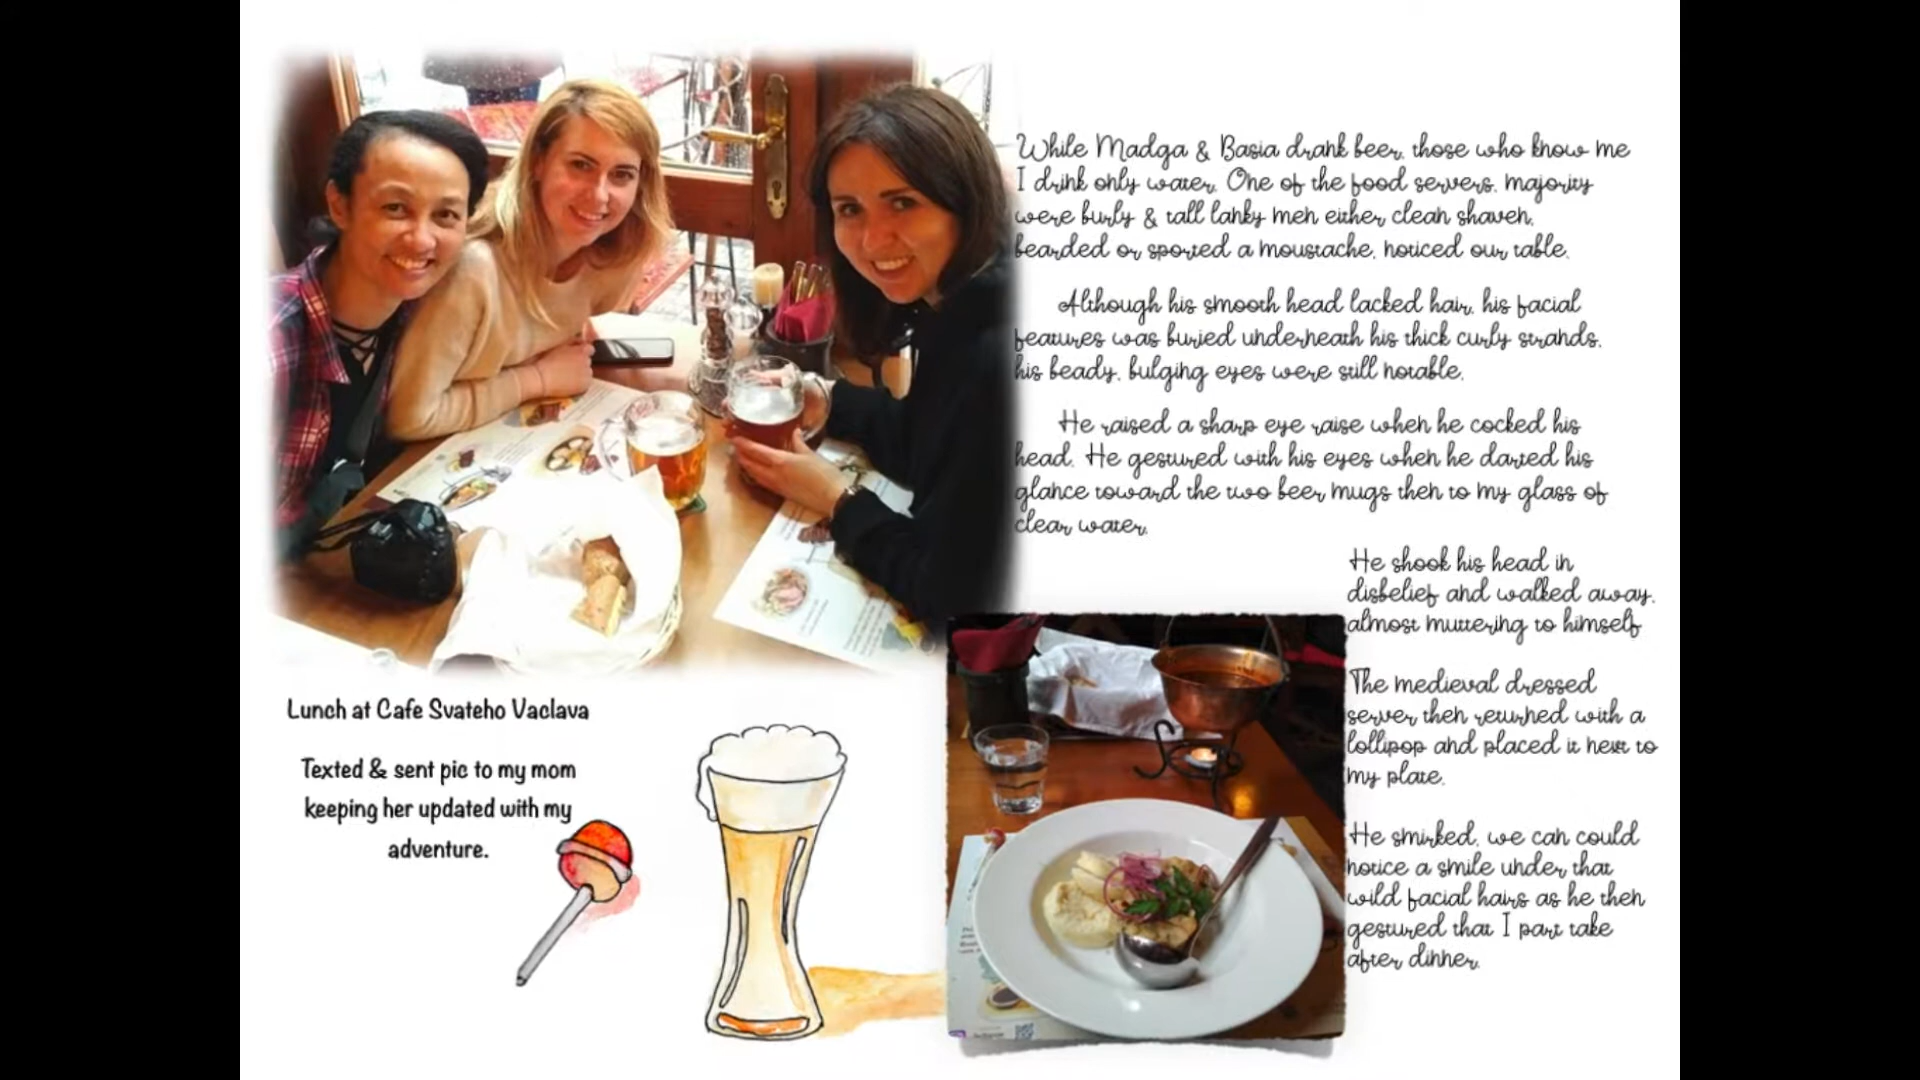 While Madga & Basia drank beer, those who know me
I drink only water. One of the food servers, majority
were burly & tall lanky men either clean shaven,
bearded or sported a moustache, noticed our table.
Although his smooth head lacked hair, his facial
features was buried underneath his thick curly strands,
his beady, bulging eyes were still notable.
He raised a sharp eye raise when he cocked his
head. He gestured with his eyes when he darted his
glance toward the two beer mugs then to my glass of
clear water.
He shook his head in
disbelief and walked away,
almost muttering to himself
The medieval dressed
server then returned with a
lollipop and placed it next to
my plate.
He smirked, we can could
notice a smile under that
wild facial hairs as he then
gestured that I part take
after dinner.
Lunch at Cafe Svateho Vaclava
Texted & sent pic to my mom
keeping her updated with my
adventure.